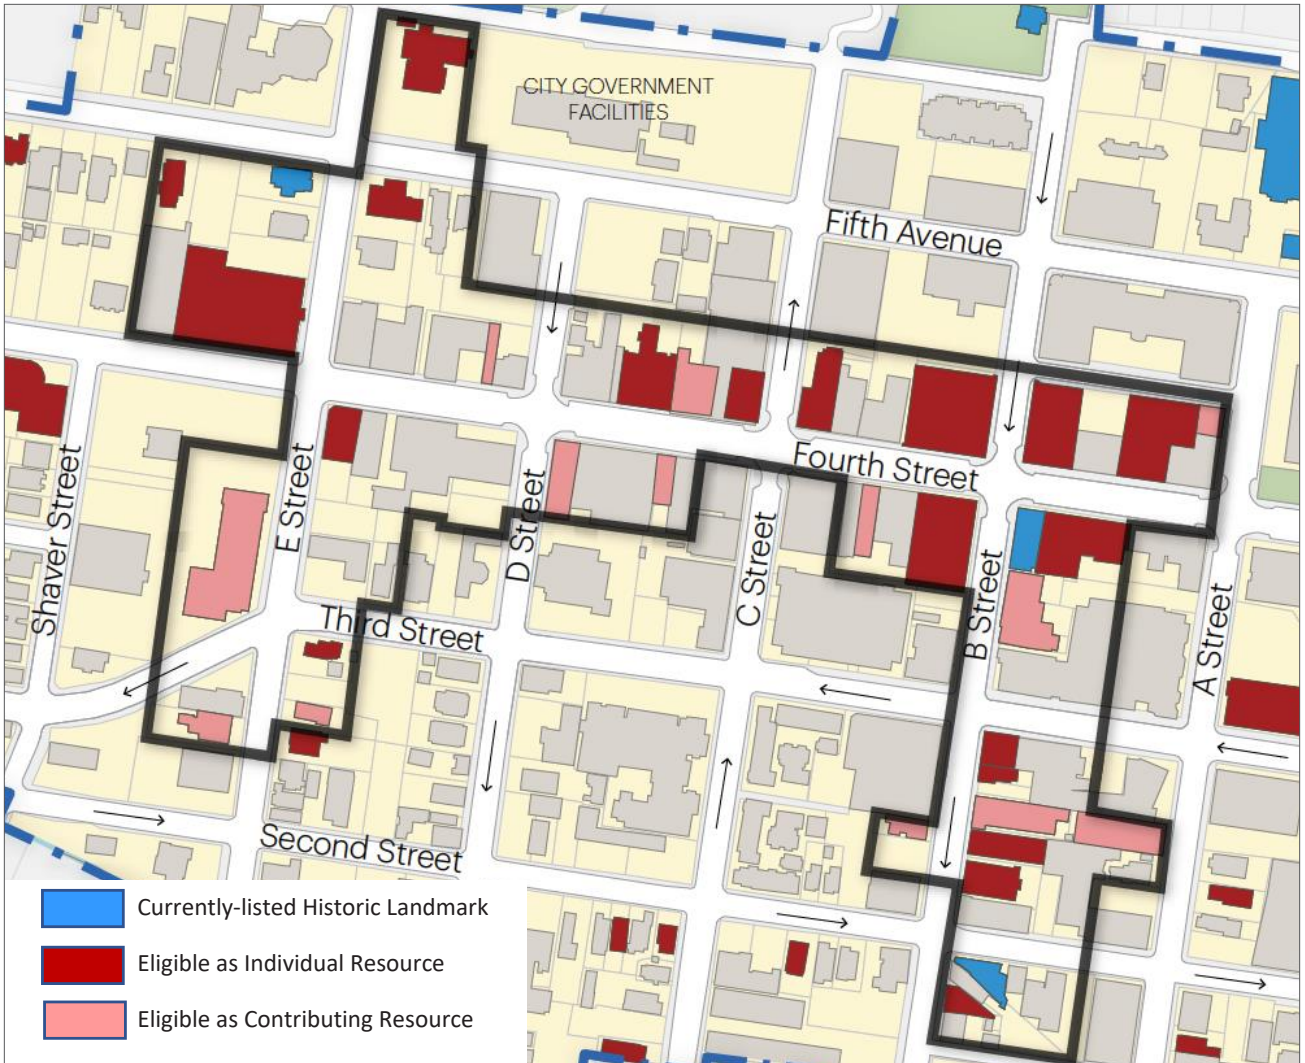 CITY GOVERNMENT
FACILITIES
Fifth Avenue
Fourth Street
Shaver Street
E Street
D Street
C Street
B Street
A Street
Third Street
Second Street
Currently-listed Historic Landmark
Eligible as Individual Resource
Eligible as Contributing Resource